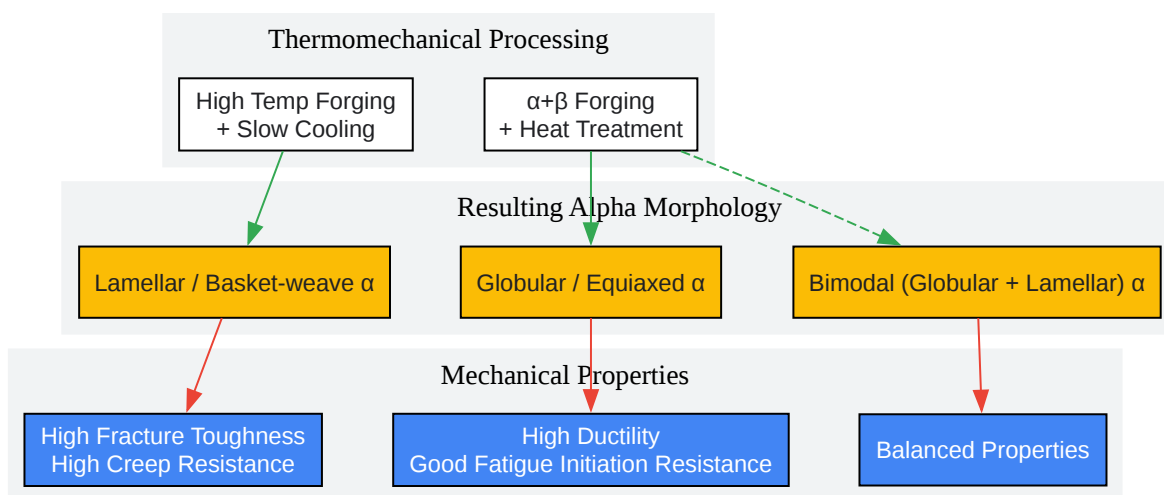 Thermomechanical Processing
High Temp Forging
+ Slow Cooling
α+β Forging
+ Heat Treatment
Resulting Alpha Morphology
Lamellar / Basket-weave α
Globular / Equiaxed α
Bimodal (Globular + Lamellar) α
Mechanical Properties
High Fracture Toughness
High Creep Resistance
High Ductility
Good Fatigue Initiation Resistance
Balanced Properties